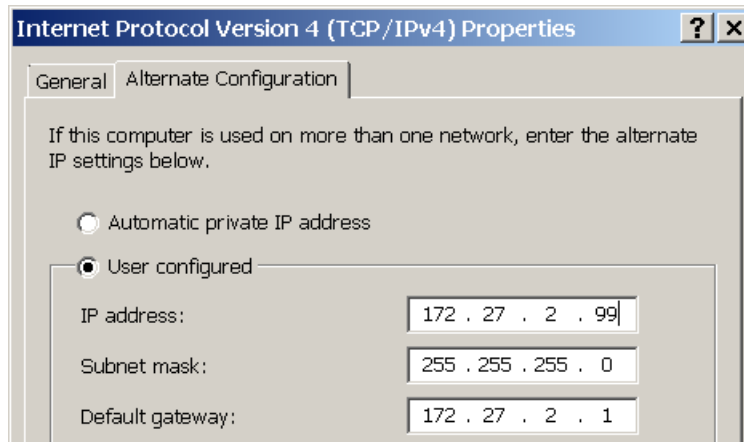 Internet Protocol Version 4 (TCP/IPv4) Properties ? ×
General Alternate Configuration
If this computer is used on more than one network, enter the alternate
IP settings below.
Automatic private IP address
User configured
IP address: 172 . 27 . 2 . 99
Subnet mask: 255 . 255 . 255 . 0
Default gateway: 172 . 27 . 2 . 1